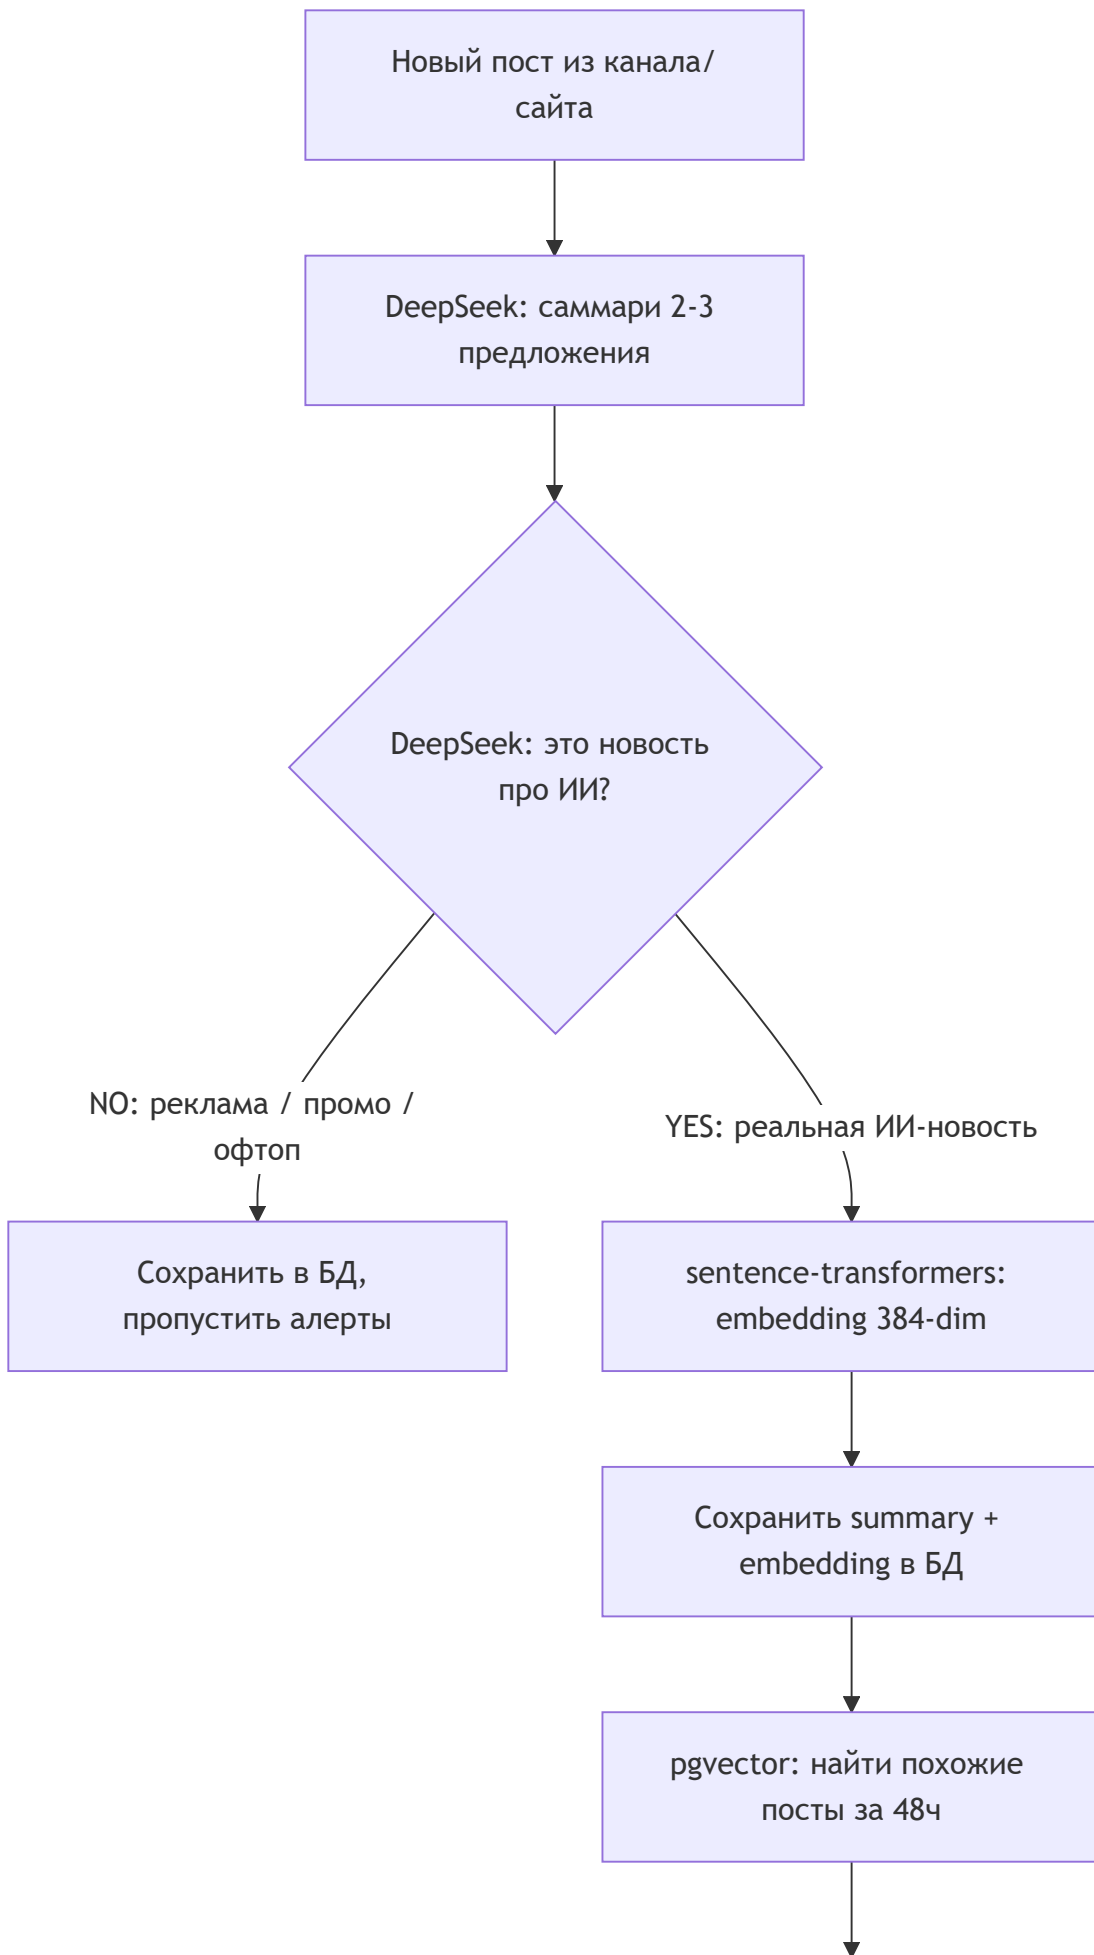 Новый пост из канала/
сайта
DeepSeek: саммари 2-3
предложения
DeepSeek: это новость
про ИИ?
NO: реклама / промо /
офтоп
YES: реальная ИИ-новость
Сохранить в БД,
пропустить алерты
sentence-transformers:
embedding 384-dim
Сохранить summary +
embedding в БД
pgvector: найти похожие
посты за 48ч